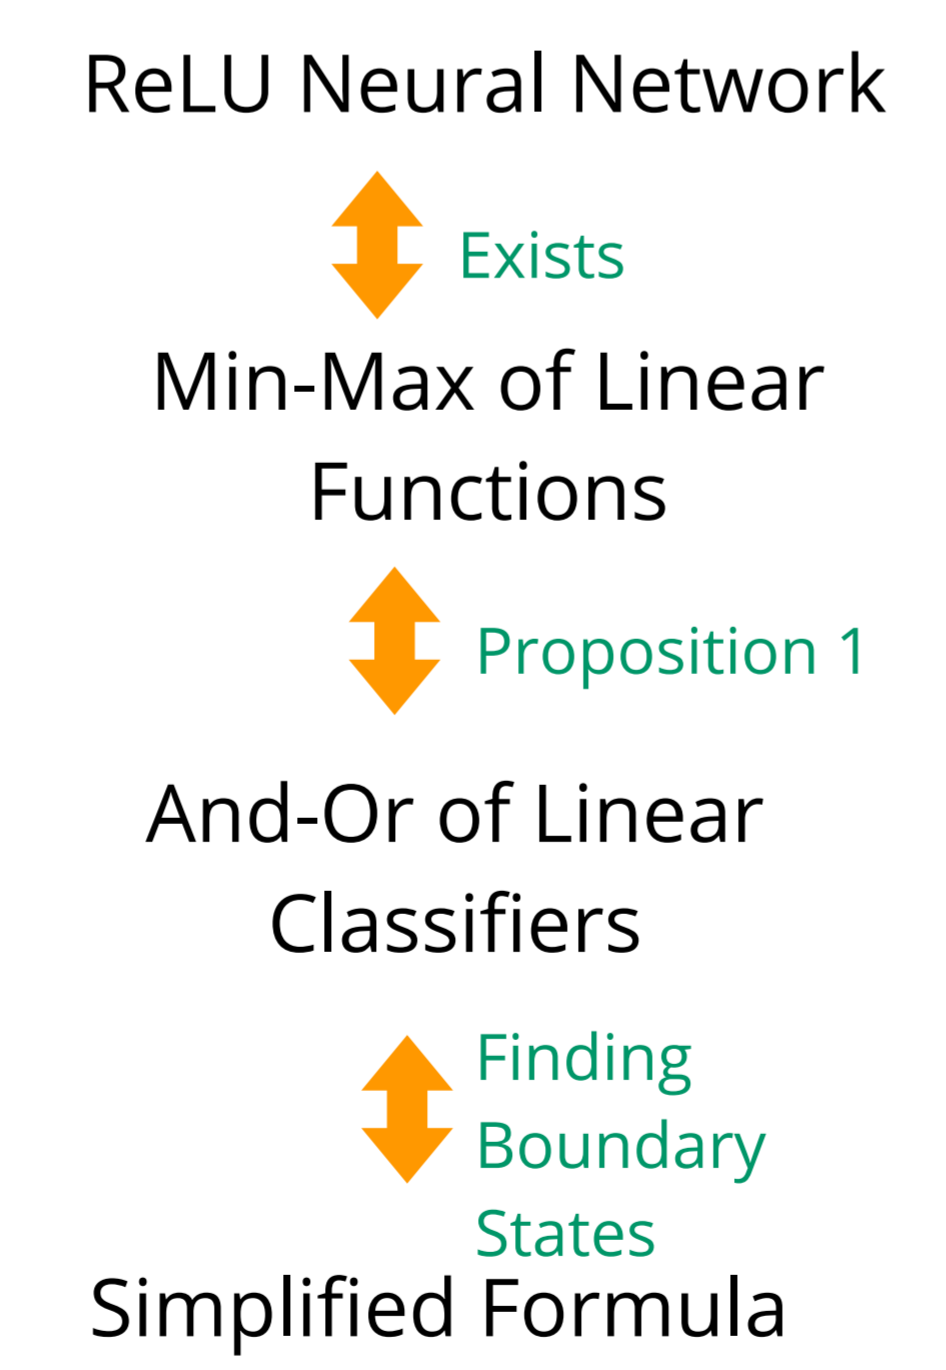 ReLU Neural Network
Exists
Min-Max of Linear
Functions
Proposition 1
And-Or of Linear
Classifiers
Finding
Boundary
States
Simplified Formula